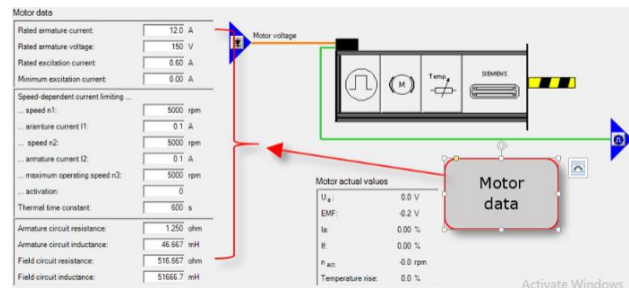 Motor data
Rated armature current: 12.0 A
Rated armature voltage: 150 V
Rated excitation current: 0.60 A
Minimum excitation current: 0.00 A
Speed-dependent current limiting ...
... speed n1: 5000 rpm
... aramture current I1: 0.1 A
... speed n2: 5000 rpm
... armature current I2: 0.1 A
... maximum operating speed n3: 5000 rpm
... activation: 0
Thermal time constant: 600 s
Armature circuit resistance: 1.250 ohm
Armature circuit inductance: 46.667 mH
Field circuit resistance: 516.667 ohm
Field circuit inductance: 51666.7 mH
Motor voltage
M
Temp.
SIEMENS
Motor actual values
U a : 0.0 V
EMF: -0.2 V
Ia: 0.00 %
If: 0.00 %
n act -0.0 rpm
Temperature rise: 0.0 %
Motor
data
Activate Windows